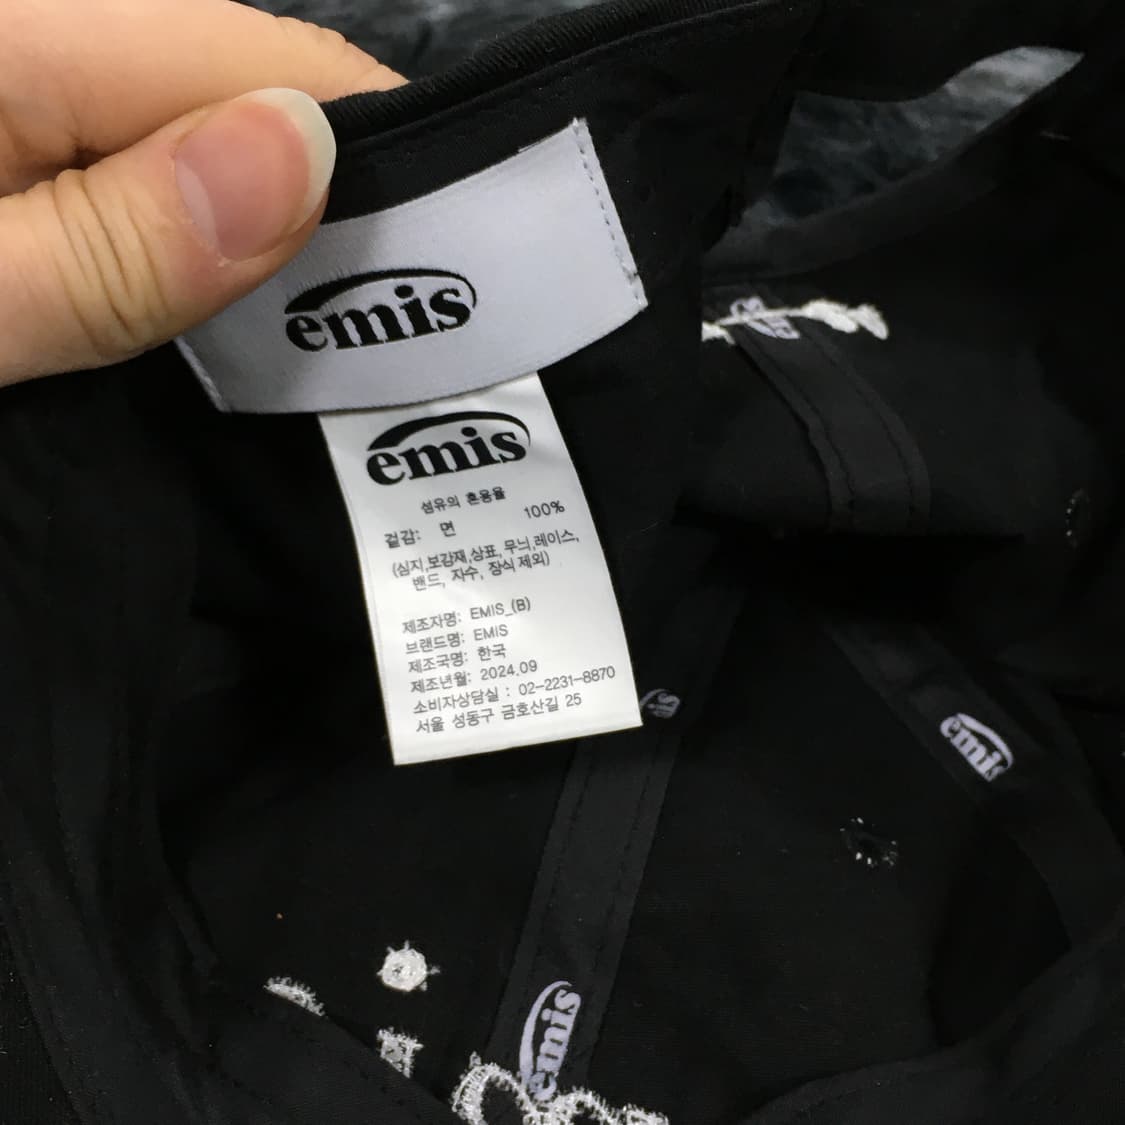 emis
emis
섬유의 혼용율
겉감: 면 100%
(심지,보강재,상표,무늬,레이스,
밴드, 자수, 장식 제외)
제조자명: EMIS_(B)
브랜드명: EMIS
제조국명: 한국
제조년월: 2024.09
소비자상담실 : 02-2231-8870
서울 성동구 금호산길 25
emis
emis